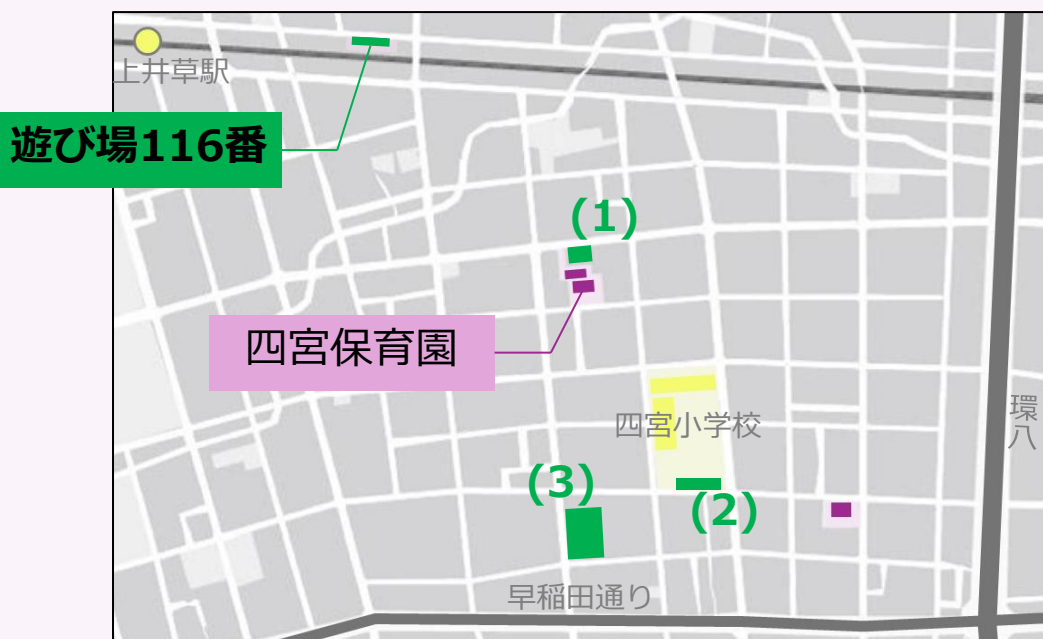 上井草駅
遊び場116番
(1)
四宮保育園
四宮小学校
環八
(3)
(2)
早稲田通り